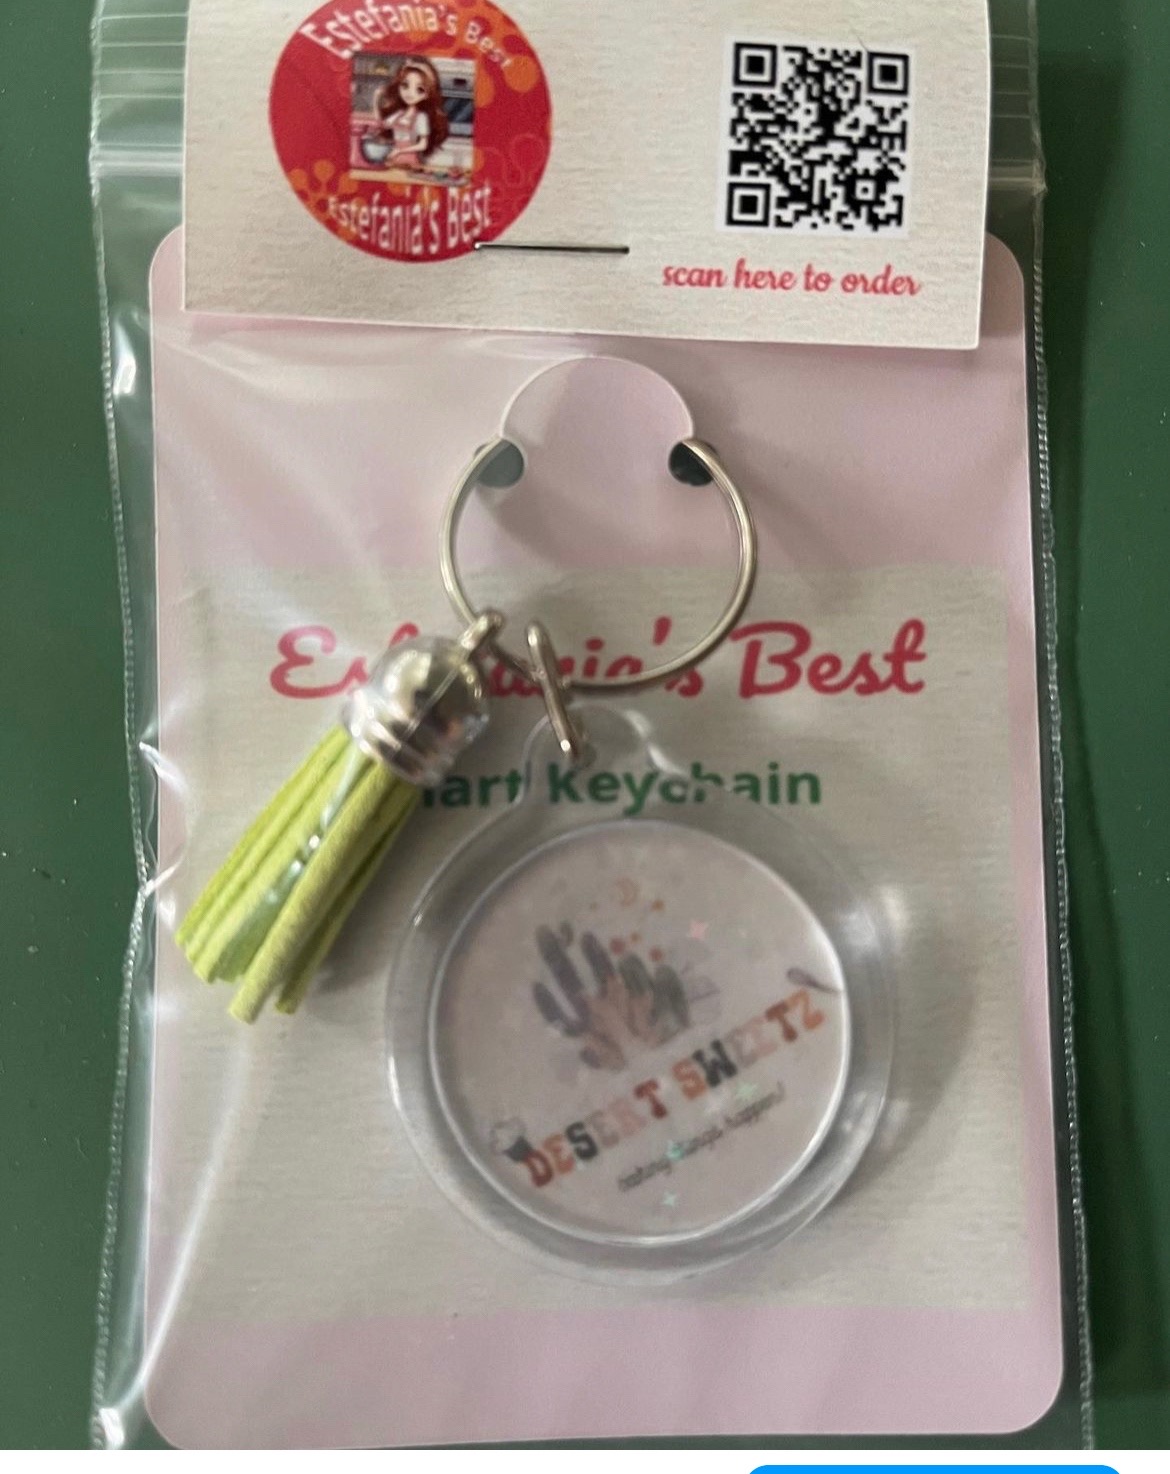 Estefania's Best
Estefania's Best
scan here to order
Best
Keychain
DESERT SWEETZ